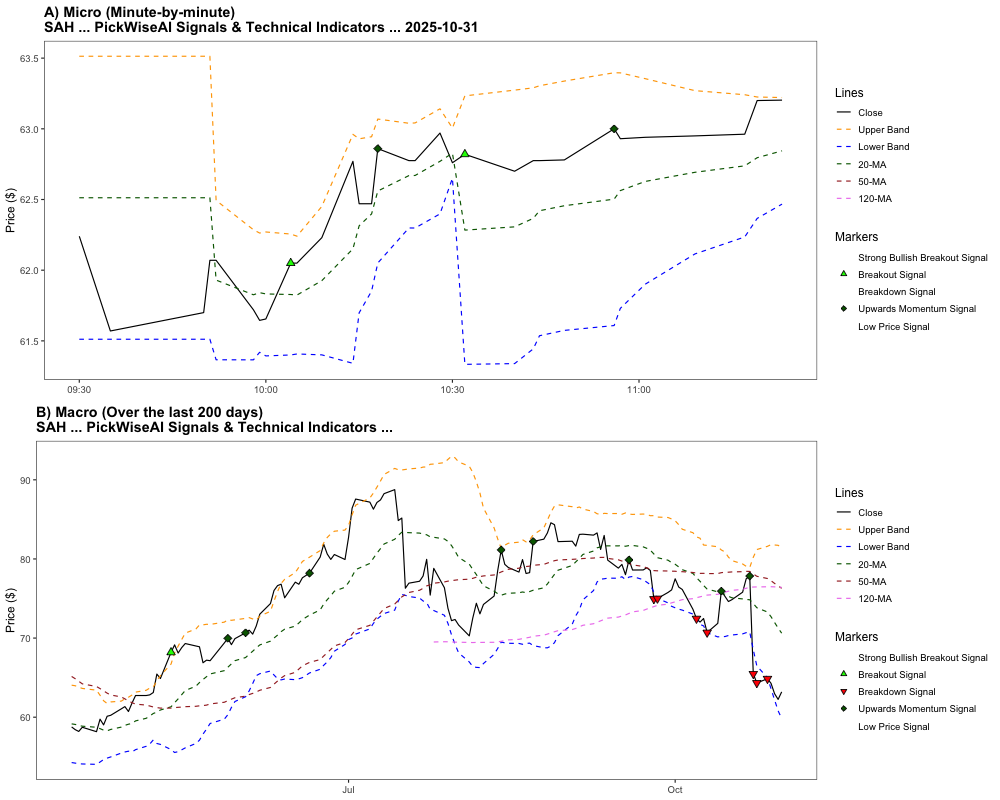 A) Micro (Minute-by-minute)
SAH ... PickWiseAI Signals & Technical Indicators ... 2025-10-31
Price ($)
63.5
63.0
62.5
62.0
61.5
09:30
10:00
10:30
11:00
Lines
Close
Upper Band
Lower Band
20-MA
50-MA
120-MA
Markers
Strong Bullish Breakout Signal
Breakout Signal
Breakdown Signal
Upwards Momentum Signal
Low Price Signal
B) Macro (Over the last 200 days)
SAH ... PickWiseAI Signals & Technical Indicators ...
Price ($)
90
80
70
60
Jul
Oct
Lines
Close
Upper Band
Lower Band
20-MA
50-MA
120-MA
Markers
Strong Bullish Breakout Signal
Breakout Signal
Breakdown Signal
Upwards Momentum Signal
Low Price Signal